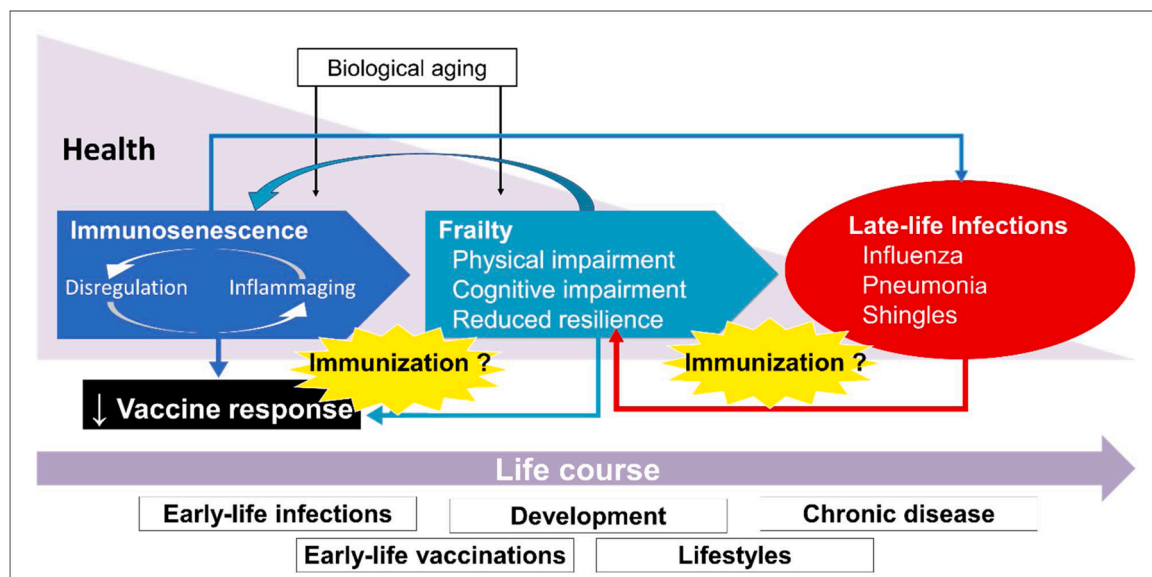 Biological aging
Health
Immunosenescence
Disregulation
Inflammaging
Frailty
Physical impairment
Cognitive impairment
Reduced resilience
Late-life Infections
Influenza
Pneumonia
Shingles
Immunization ?
Immunization ?
↓ Vaccine response
Life course
Early-life infections
Development
Chronic disease
Early-life vaccinations
Lifestyles